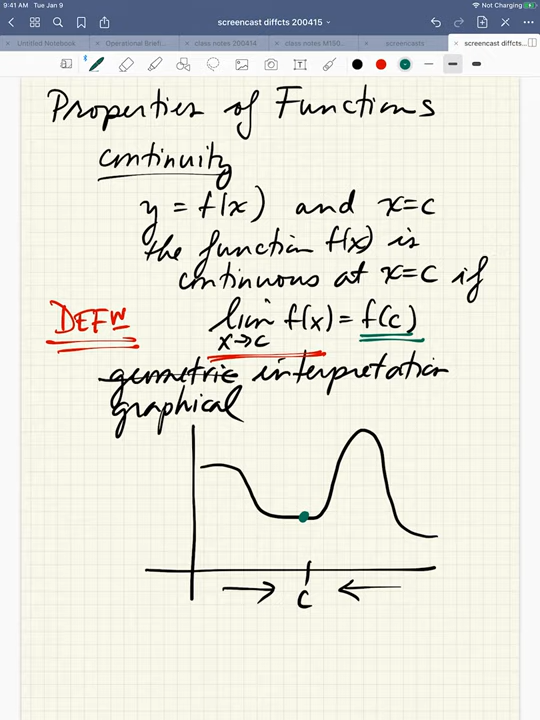 9:41 AM Tue Jan 9
Not Charging
screencast diffcts 200415
Untitled Notebook
Operational Briefi...
class notes 200414
class notes M150...
screencasts
screencast diffcts...
Properties of Functions
continuity
y = f(x) and x=c
the function f(x) is
continuous at x=c if
DEFN
lim f(x) = f(c)
x→c
geometric interpretation
graphical
→ c ←